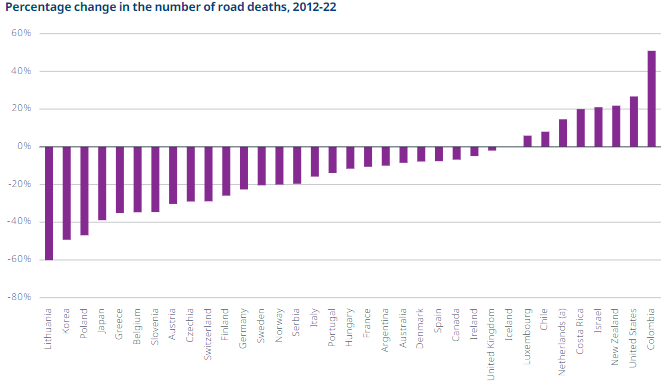 Percentage change in the number of road deaths, 2012-22
60%
40%
20%
0%
-20%
-40%
-60%
-80%
Lithuania
Korea
Poland
Japan
Greece
Belgium
Slovenia
Austria
Czechia
Switzerland
Finland
Germany
Sweden
Norway
Serbia
Italy
Portugal
Hungary
France
Argentina
Australia
Denmark
Spain
Canada
Ireland
United Kingdom
Iceland
Luxembourg
Chile
Netherlands (a)
Costa Rica
Israel
New Zealand
United States
Colombia